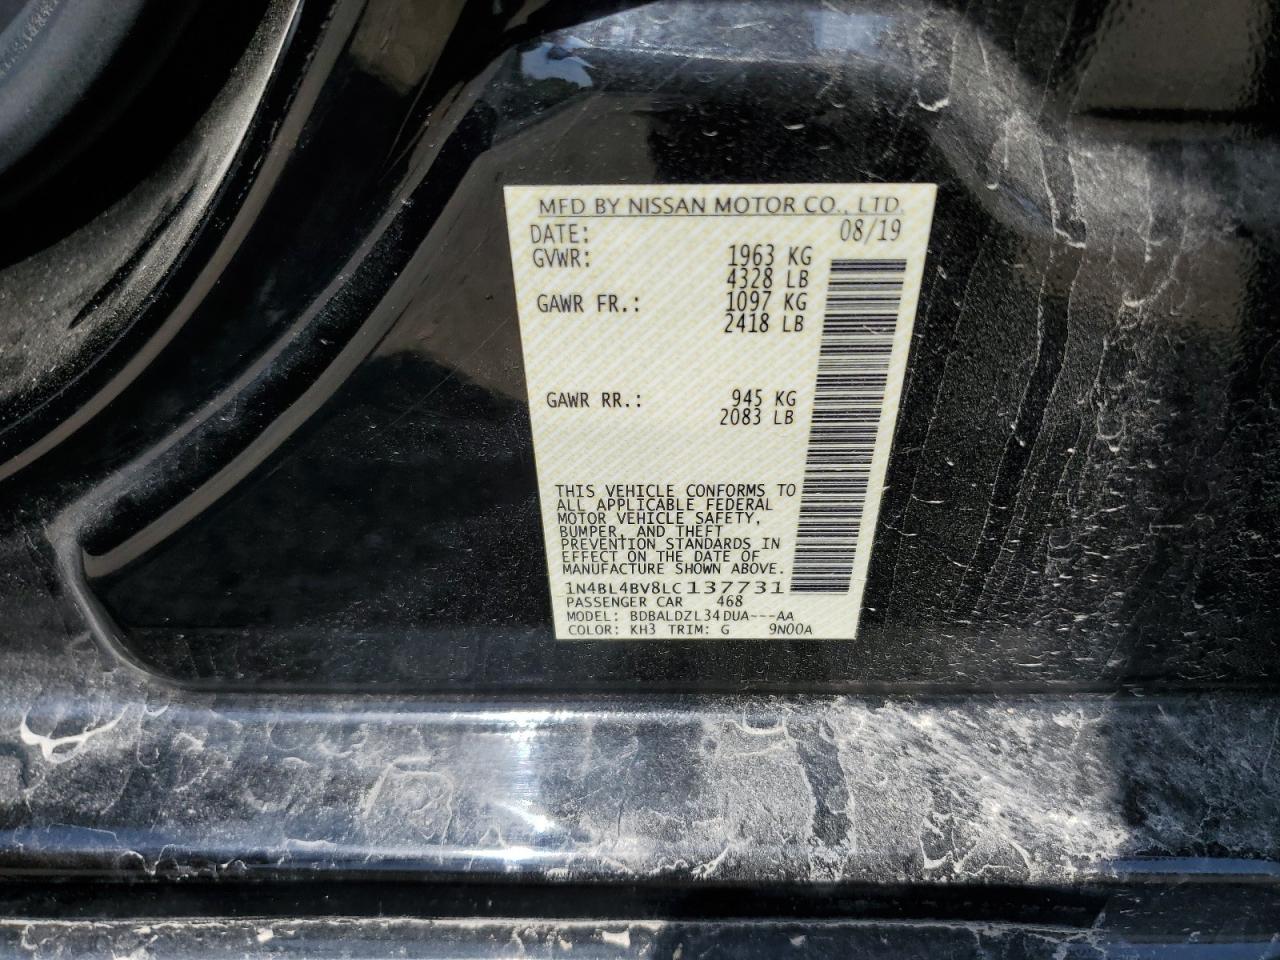 MFD BY NISSAN MOTOR CO., LTD.
DATE: 08/19
GVWR: 1963 KG
4328 LB
GAWR FR.: 1097 KG
2418 LB
GAWR RR.: 945 KG
2083 LB
THIS VEHICLE CONFORMS TO
ALL APPLICABLE FEDERAL
MOTOR VEHICLE SAFETY,
BUMPER, AND THEFT
PREVENTION STANDARDS IN
EFFECT ON THE DATE OF
MANUFACTURE SHOWN ABOVE.
1N4BL4BV8LC137731
PASSENGER CAR 468
MODEL: BDBALDZL34DUA---AA
COLOR: KH3 TRIM: G 9N00A